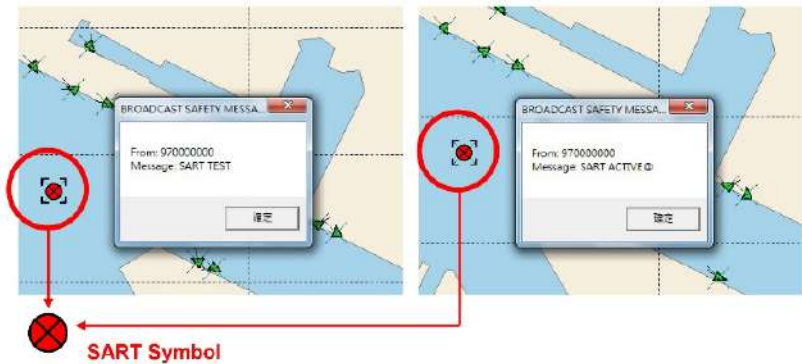 BROADCAST SAFETY MESSA...
From: 970000000
Message: SART TEST
確定
BROADCAST SAFETY MESSA...
From: 970000000
Message: SART ACTIVE@
確定
SART Symbol